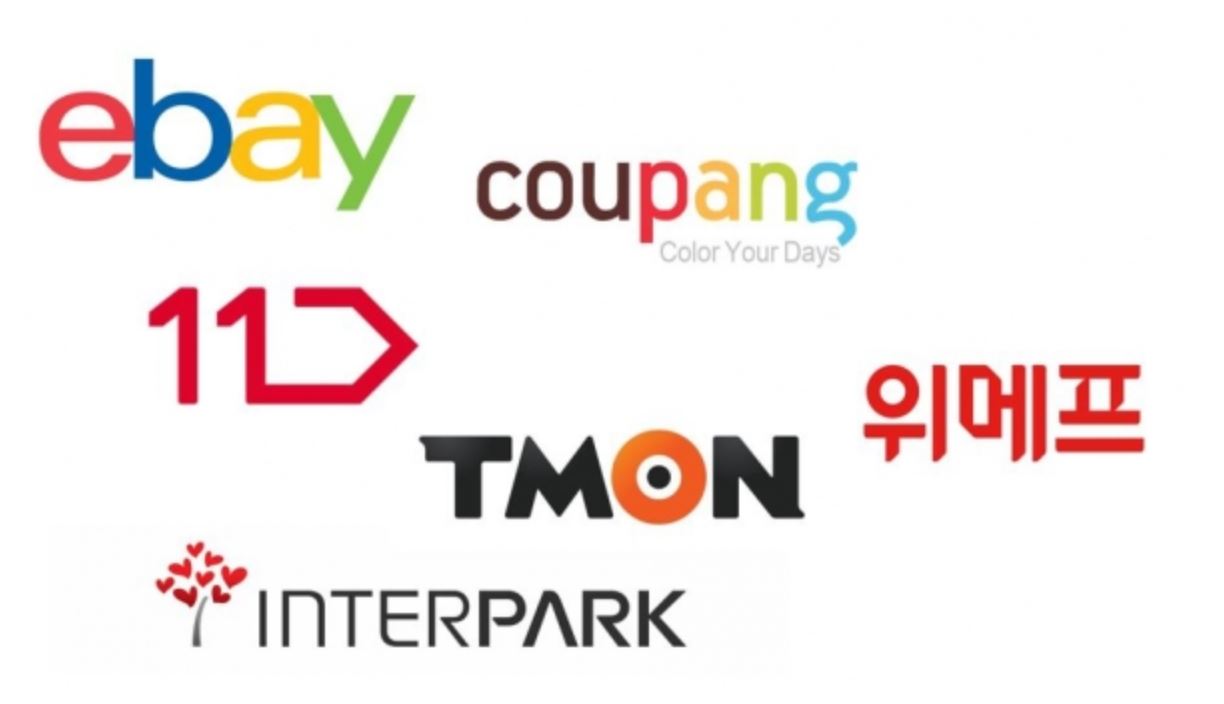 ebay
coupang
Color Your Days
11
위메프
TMON
INTERPARK